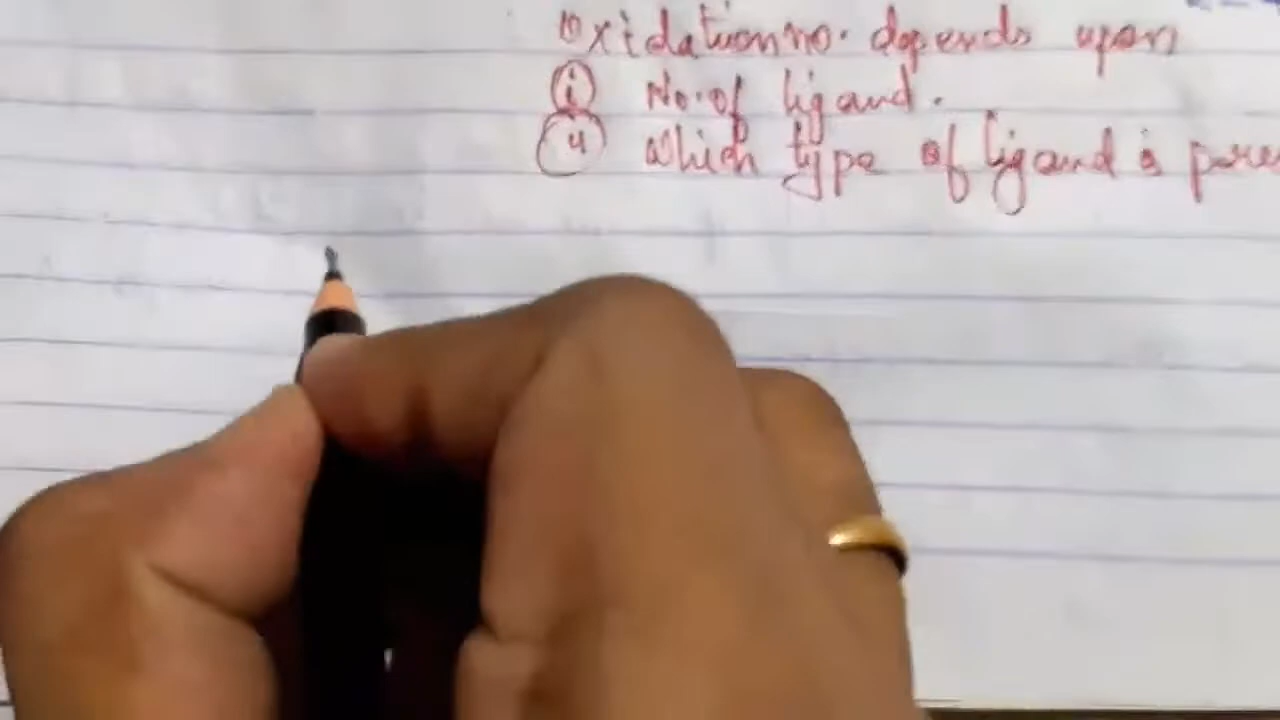 Oxidation no. depends upon
(i) No. of ligand.
(ii) which type of ligand is